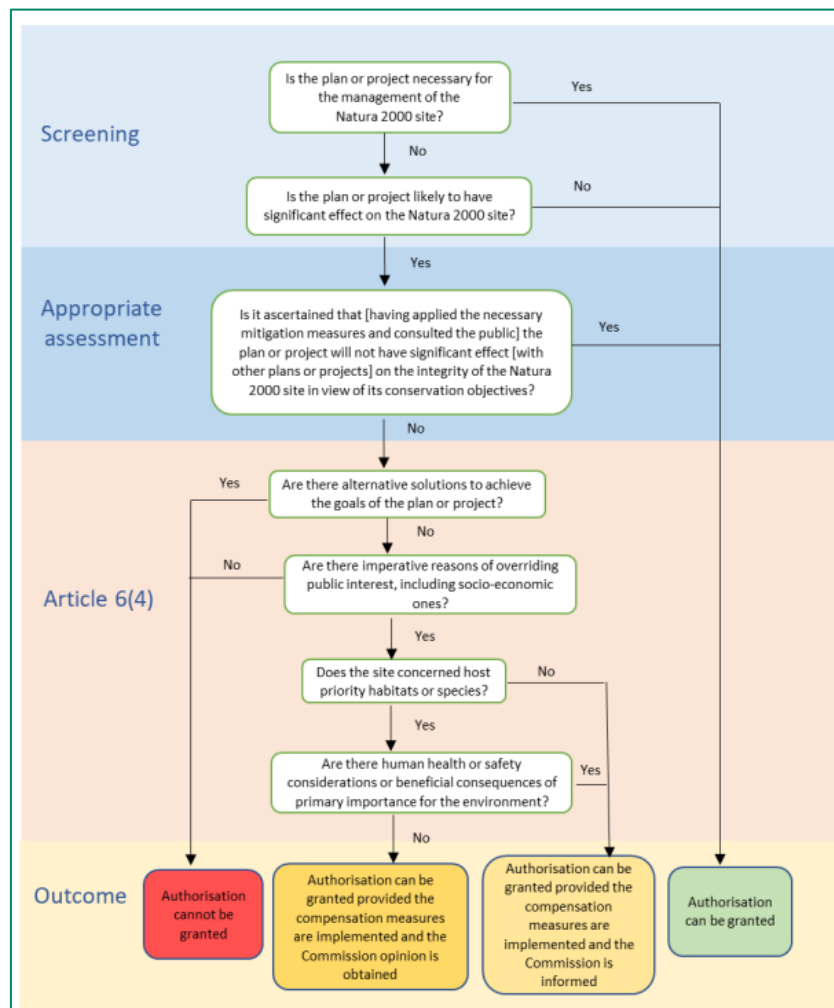 Is the plan or project necessary for
the management of the
Natura 2000 site?
Yes
Screening
No
Is the plan or project likely to have
significant effect on the Natura 2000 site?
No
Yes
Appropriate
assessment
Is it ascertained that [having applied the necessary
mitigation measures and consulted the public] the
plan or project will not have significant effect [with
other plans or projects] on the integrity of the Natura
2000 site in view of its conservation objectives?
Yes
No
Yes
Are there alternative solutions to achieve
the goals of the plan or project?
No
No
Are there imperative reasons of overriding
public interest, including socio-economic
ones?
Article 6(4)
Yes
Does the site concerned host
priority habitats or species?
No
Yes
Are there human health or safety
considerations or beneficial consequences of
primary importance for the environment?
Yes
No
Outcome
Authorisation
cannot be
granted
Authorisation can be
granted provided the
compensation measures
are implemented and the
Commission opinion is
obtained
Authorisation can be
granted provided the
compensation
measures are
implemented and the
Commission is
informed
Authorisation
can be granted